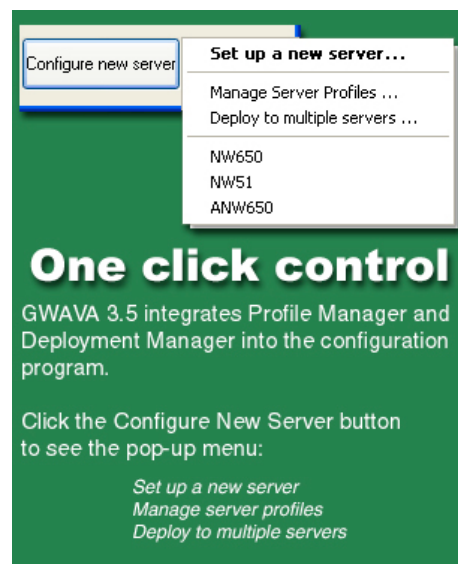 Configure new server
Set up a new server...
Manage Server Profiles ...
Deploy to multiple servers ...
NW650
NW51
ANW650
One click control
GWAVA 3.5 integrates Profile Manager and
Deployment Manager into the configuration
program.
Click the Configure New Server button
to see the pop-up menu:
Set up a new server
Manage server profiles
Deploy to multiple servers